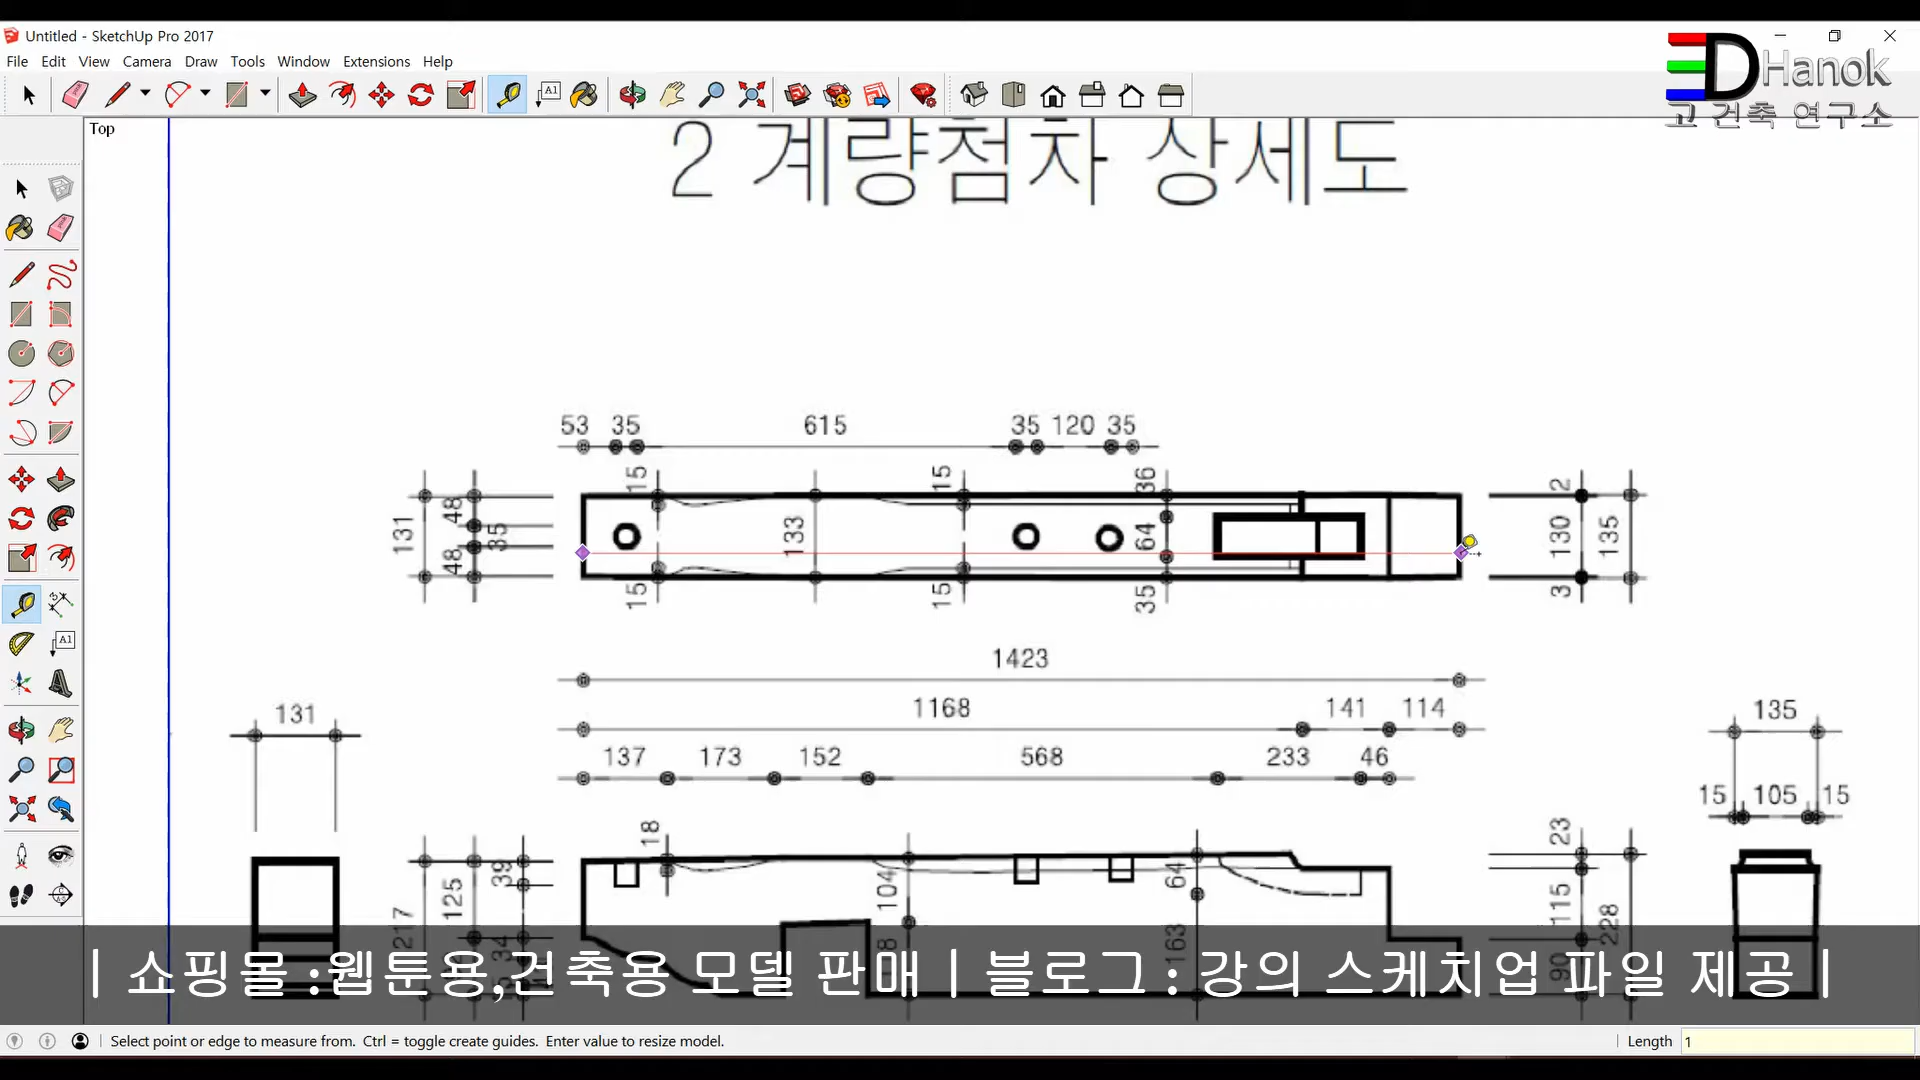 Untitled - SketchUp Pro 2017
File Edit View Camera Draw Tools Window Extensions Help
DHanok
고 건축 연구소
Top
2 계량첨차 상세도
53 35 615 35 120 35
15 15 36
131 48 35 48 133 64 2 130 135 3
15 15 35
1423
1168 141 114
131 137 173 152 568 233 46 135
15 105 15
18 23
217 125 39 104 64 115 228
34 163 90
| 쇼핑몰 :웹툰용,건축용 모델 판매 | 블로그 : 강의 스케치업 파일 제공 |
Select point or edge to measure from. Ctrl = toggle create guides. Enter value to resize model.
Length 1